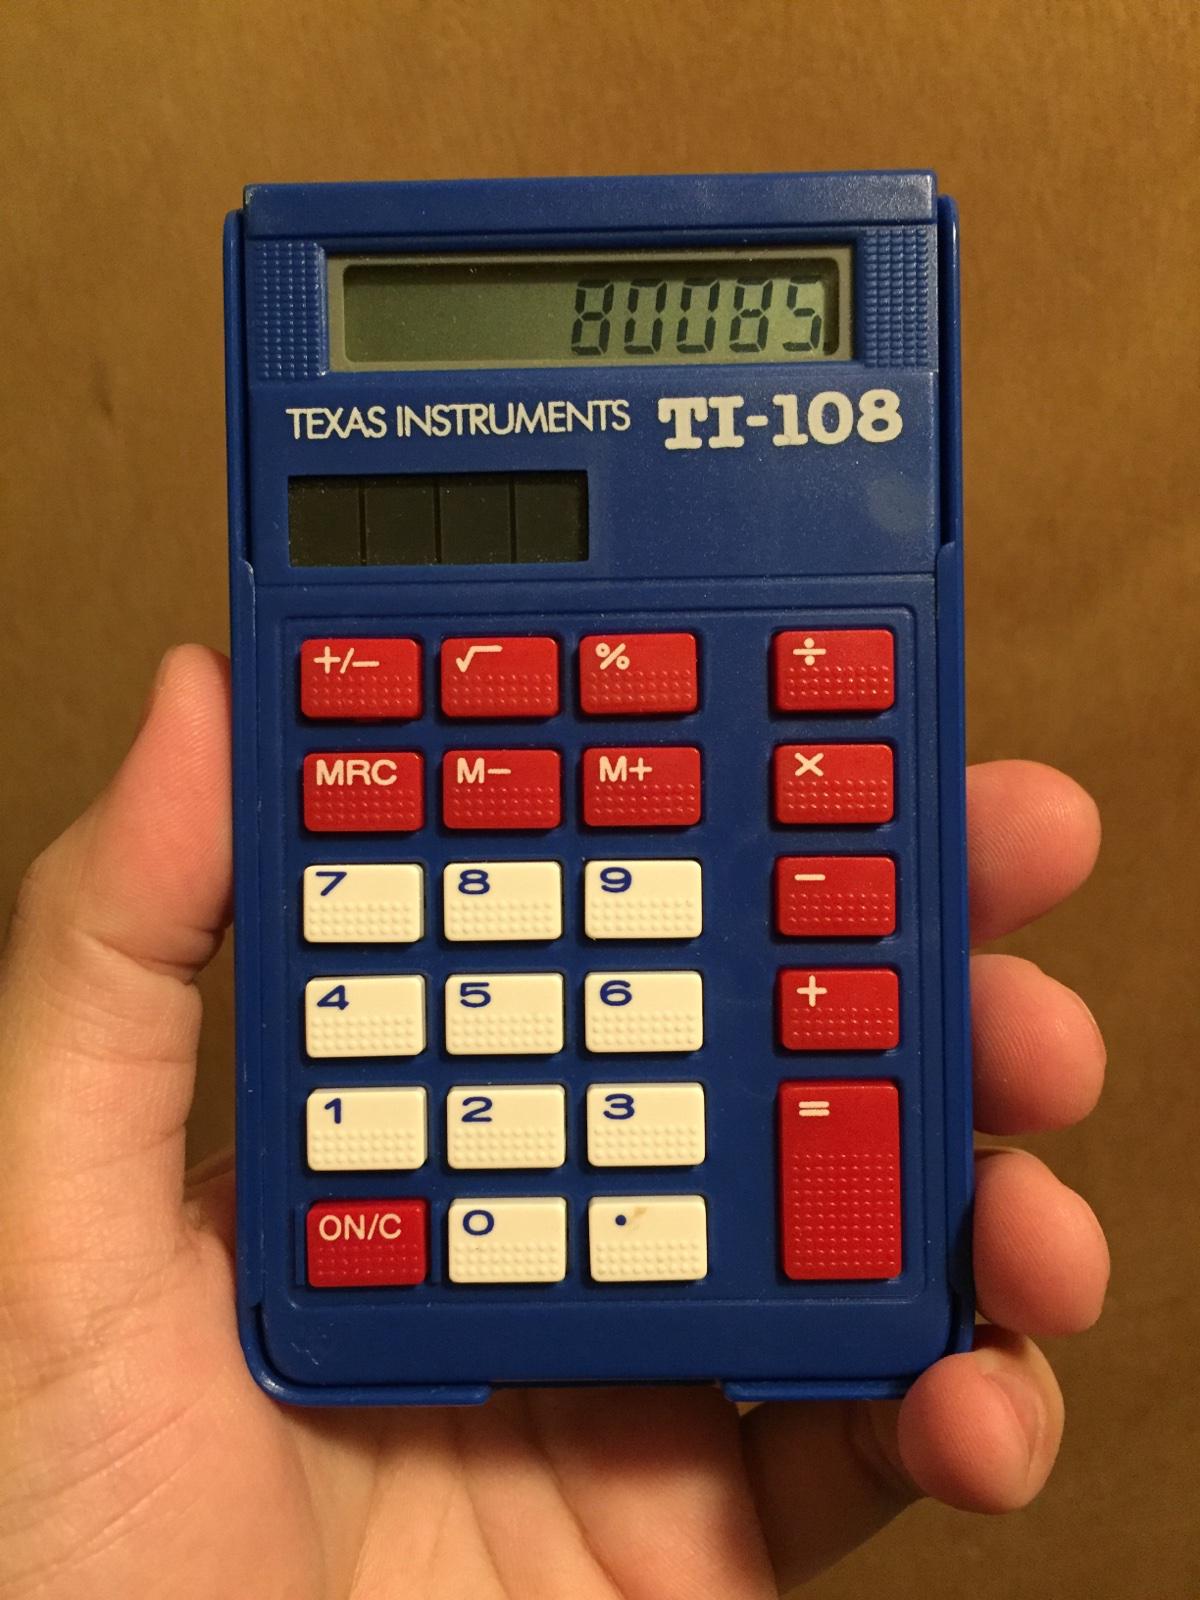 80085.
TEXAS INSTRUMENTS TI-108
+/− √ % ÷
MRC M− M+ ×
7 8 9 −
4 5 6 +
1 2 3 =
ON/C 0 .